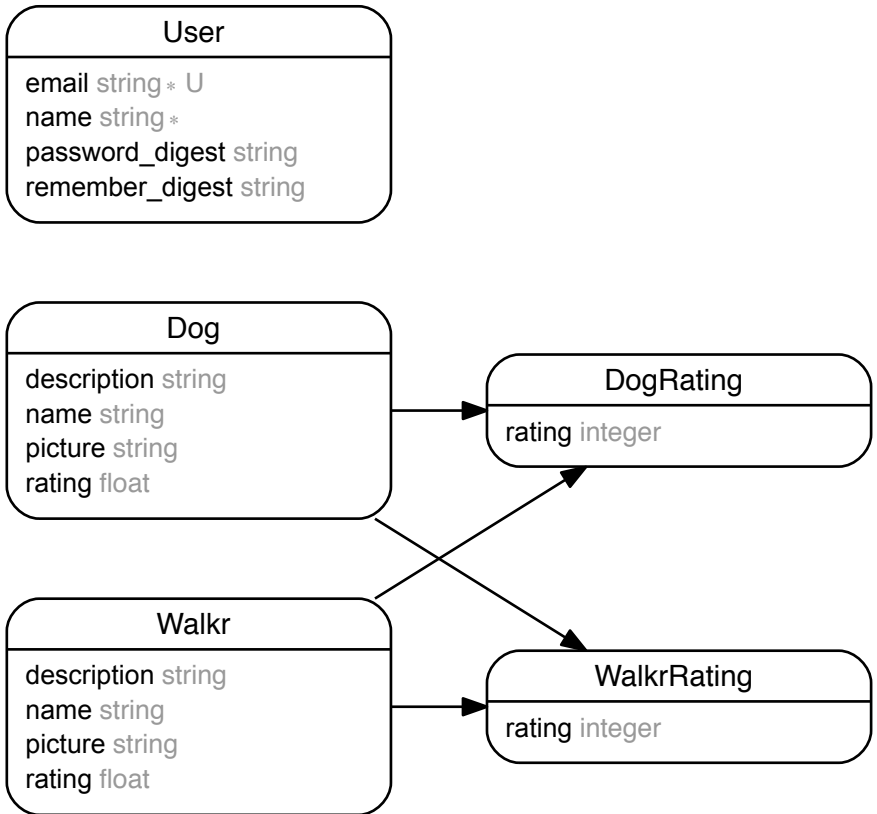 User
email string * U
name string *
password_digest string
remember_digest string
Dog
description string
name string
picture string
rating float
DogRating
rating integer
Walkr
description string
name string
picture string
rating float
WalkrRating
rating integer